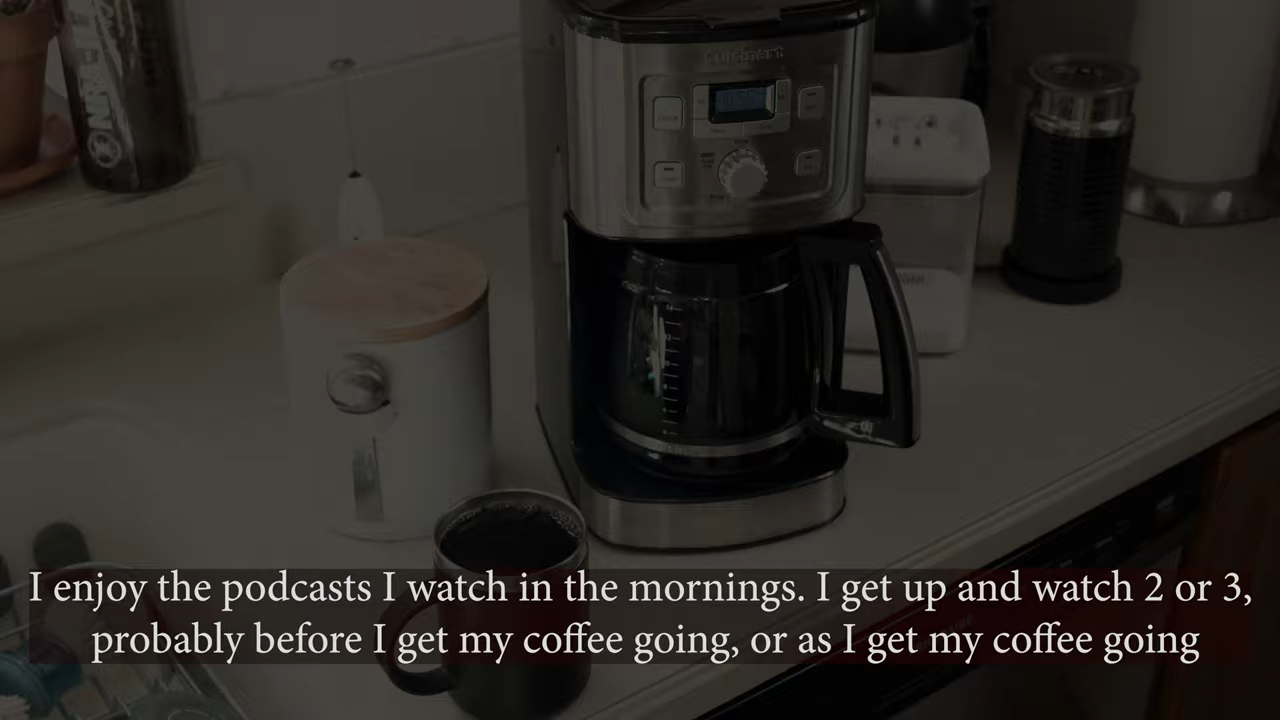 Cuisinart
I enjoy the podcasts I watch in the mornings. I get up and watch 2 or 3,
probably before I get my coffee going, or as I get my coffee going